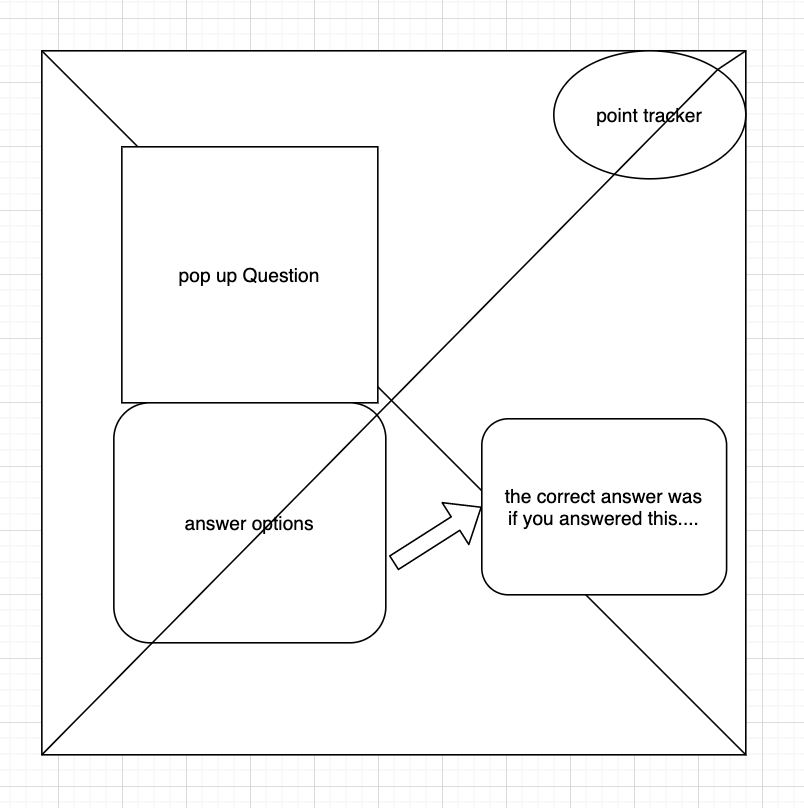 point tracker
pop up Question
the correct answer was
if you answered this....
answer options